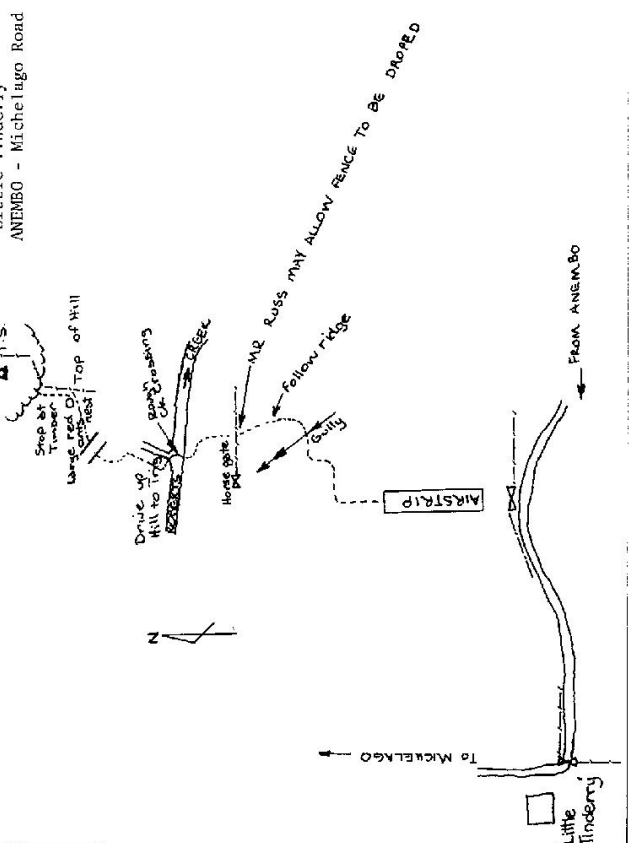 ANEMBO - Michelago Road
T.S.
Stop at
Timber
Large red
ants
nest
Top of Hill
Drive up
Hill to
Rough
Ck crossing
ROBERTS
CREEK
MR RUSS MAY ALLOW FENCE TO BE DROPED
Horse gate
follow ridge
Gully
AIRSTRIP
N
FROM ANEMBO
To MICHELAGO
Little
Tinderry